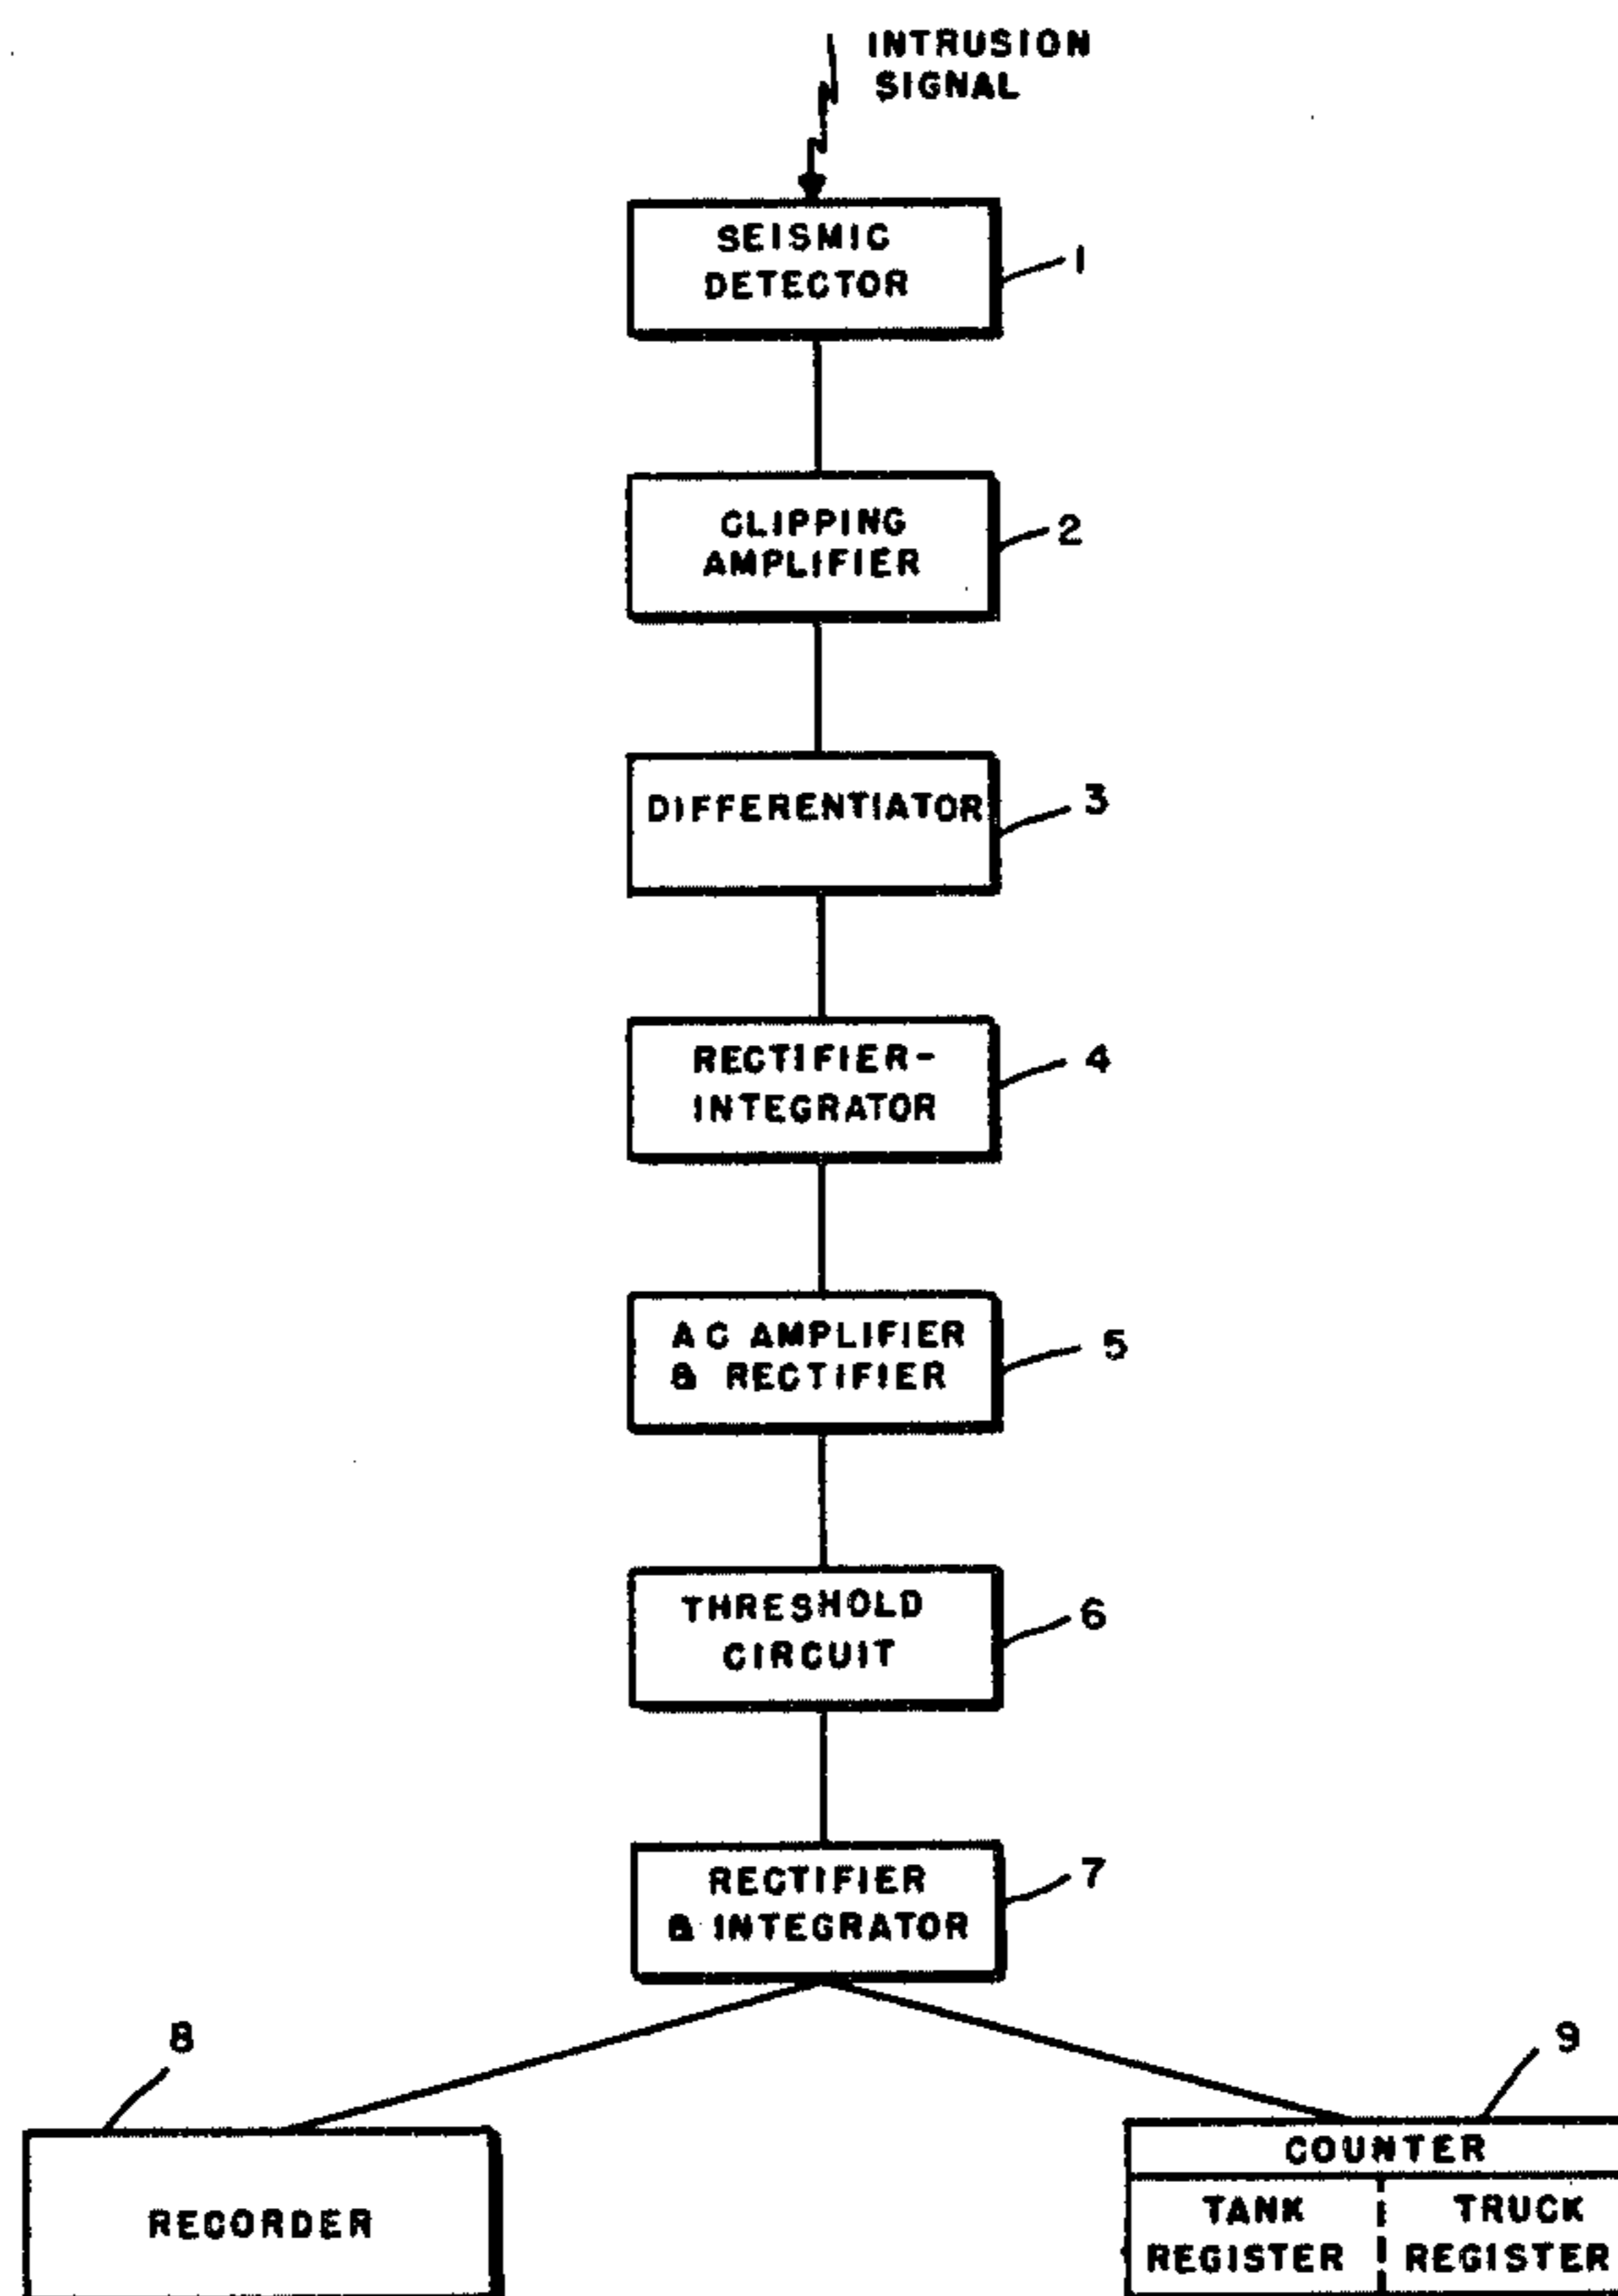 INTRUSION
SIGNAL
SEISMIC
DETECTOR
1
CLIPPING
AMPLIFIER
2
DIFFERENTIATOR
3
RECTIFIER-
INTEGRATOR
4
AC AMPLIFIER
& RECTIFIER
5
THRESHOLD
CIRCUIT
6
RECTIFIER
& INTEGRATOR
7
8
9
RECORDER
COUNTER
TANK
REGISTER
TRUCK
REGISTER